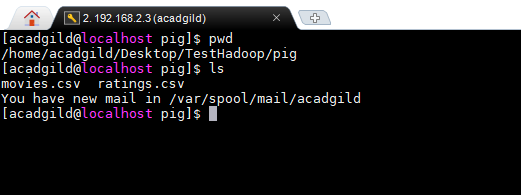 2. 192.168.2.3 (acadgild)
[acadgild@localhost pig]$ pwd
/home/acadgild/Desktop/TestHadoop/pig
[acadgild@localhost pig]$ ls
movies.csv  ratings.csv
You have new mail in /var/spool/mail/acadgild
[acadgild@localhost pig]$